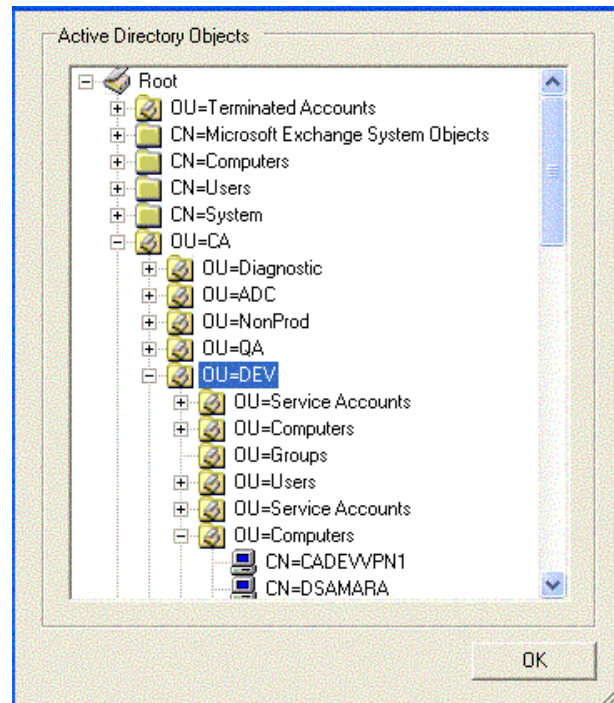 Active Directory Objects
Root
OU=Terminated Accounts
CN=Microsoft Exchange System Objects
CN=Computers
CN=Users
CN=System
OU=CA
OU=Diagnostic
OU=ADC
OU=NonProd
OU=QA
OU=DEV
OU=Service Accounts
OU=Computers
OU=Groups
OU=Users
OU=Service Accounts
OU=Computers
CN=CADEVVPN1
CN=DSAMARA
OK